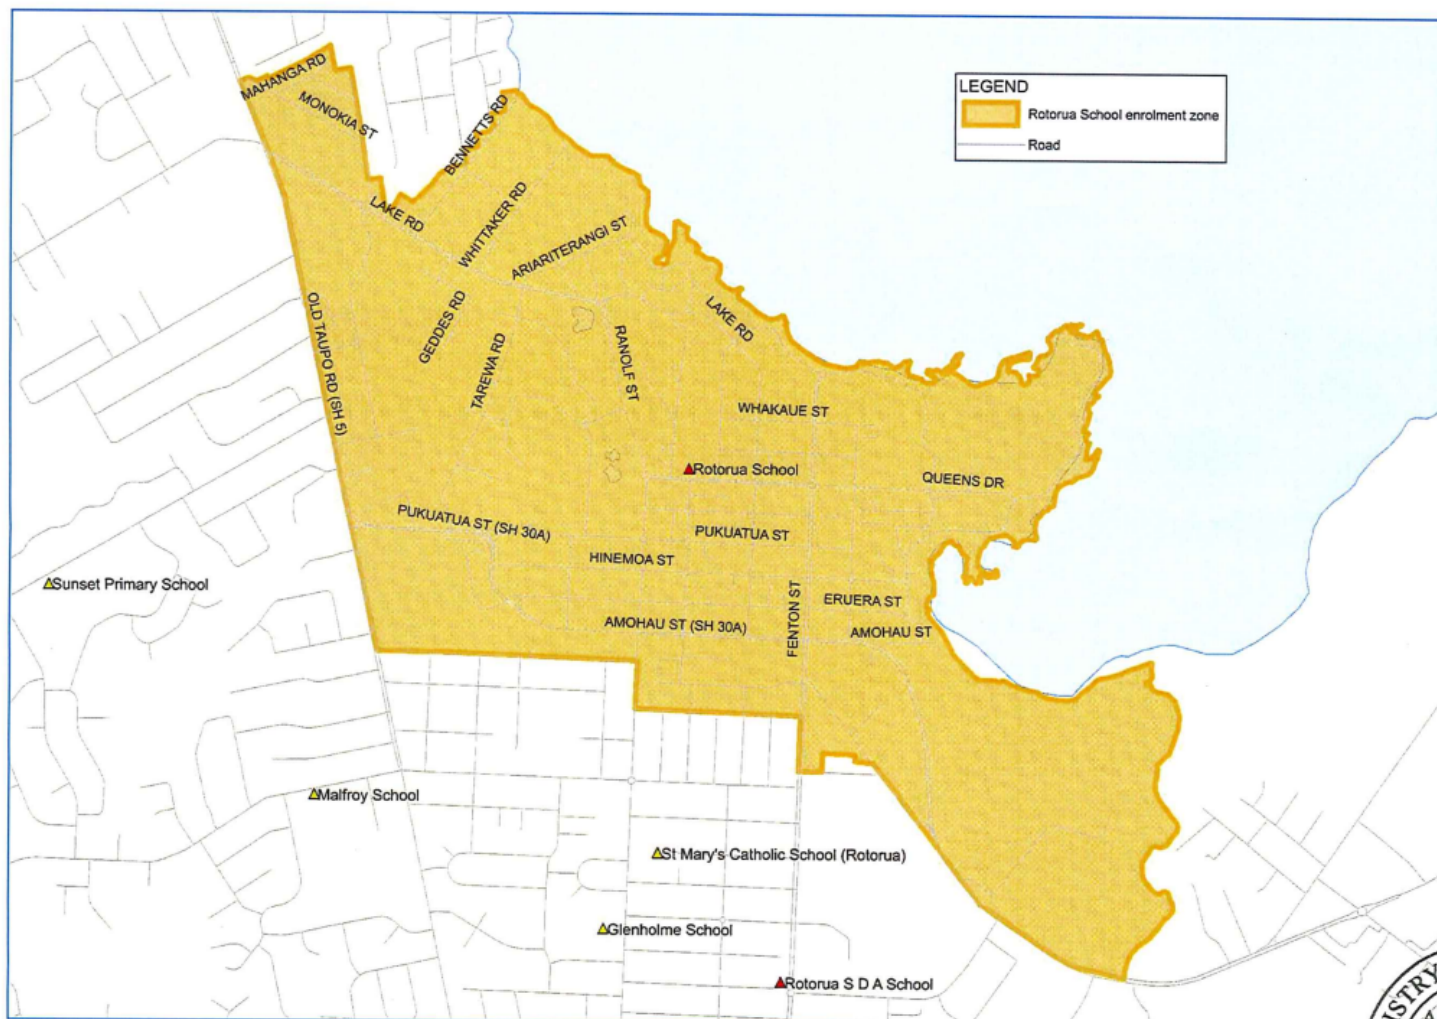 LEGEND
Rotorua School enrolment zone
Road
MAHANGA RD
MONOKIA ST
BENNETTS RD
LAKE RD
WHITTAKER RD
ARIARITERANGI ST
OLD TAUPO RD (SH 5)
GEDDES RD
TAREWA RD
RANOLF ST
LAKE RD
WHAKAUE ST
Rotorua School
QUEENS DR
PUKUATUA ST (SH 30A)
PUKUATUA ST
HINEMOA ST
Sunset Primary School
FENTON ST
ERUERA ST
AMOHAU ST (SH 30A)
AMOHAU ST
Malfroy School
St Mary's Catholic School (Rotorua)
Glenholme School
Rotorua S D A School